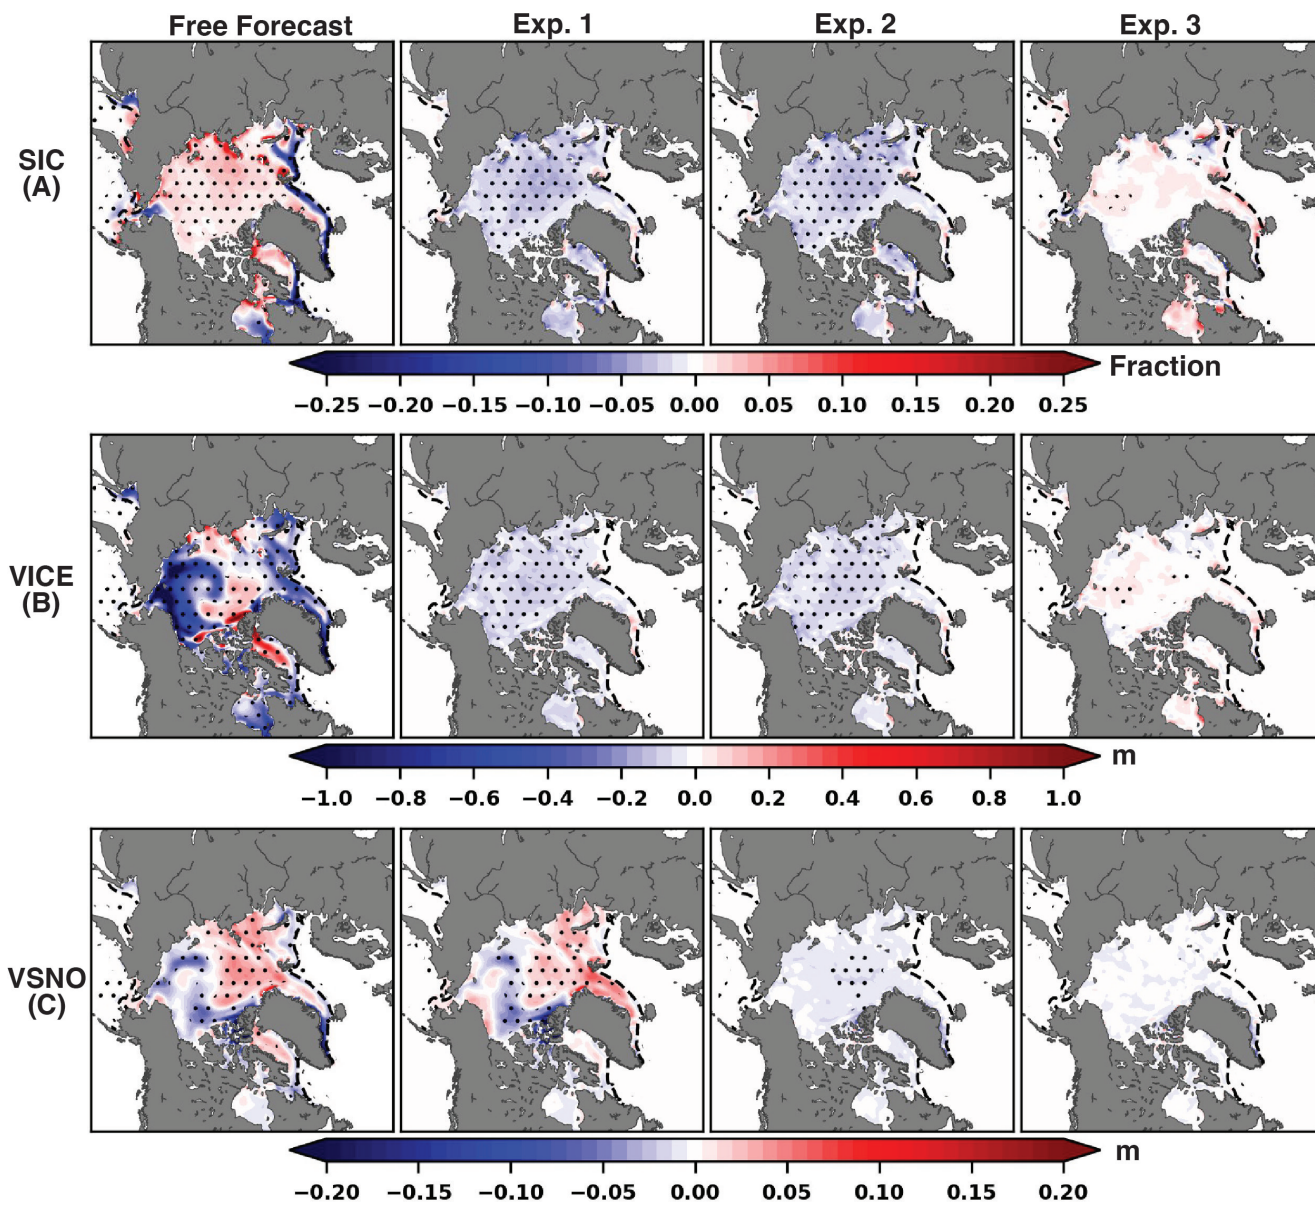 Free Forecast Exp. 1 Exp. 2 Exp. 3
SIC
(A)
Fraction
−0.25 −0.20 −0.15 −0.10 −0.05 0.00 0.05 0.10 0.15 0.20 0.25
VICE
(B)
m
−1.0 −0.8 −0.6 −0.4 −0.2 0.0 0.2 0.4 0.6 0.8 1.0
VSNO
(C)
m
−0.20 −0.15 −0.10 −0.05 0.00 0.05 0.10 0.15 0.20